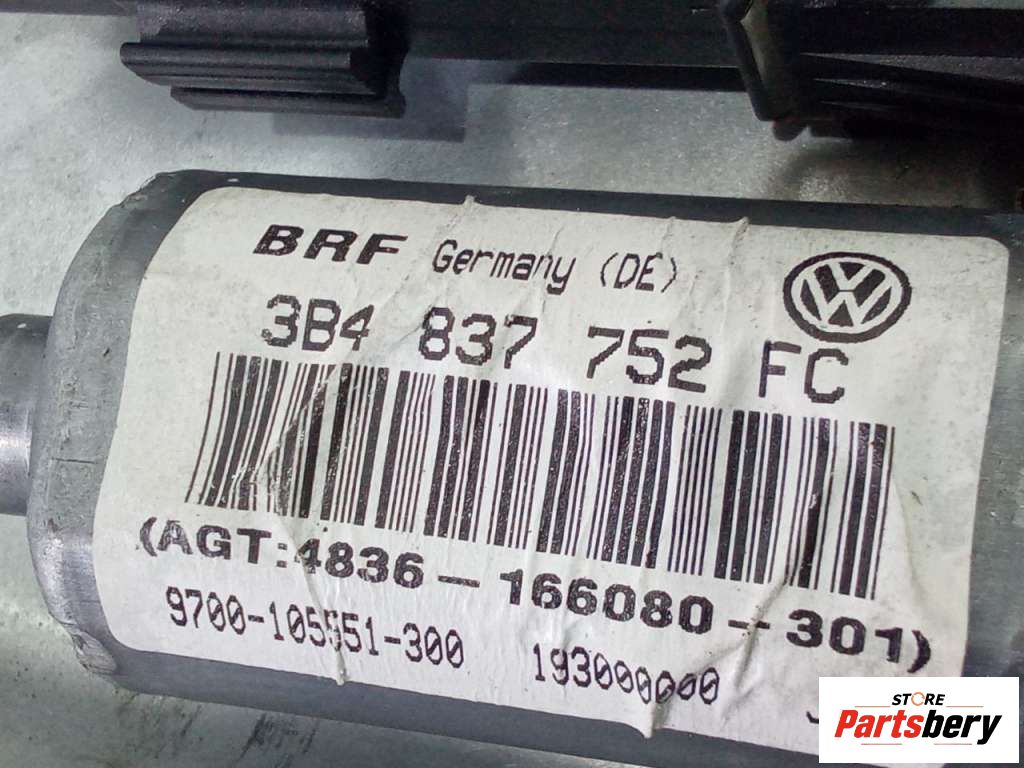 BRF Germany (DE)
3B4 837 752 FC
(AGT:4836-166080-301)
9700-105551-300 193000000
STORE
Partsbery